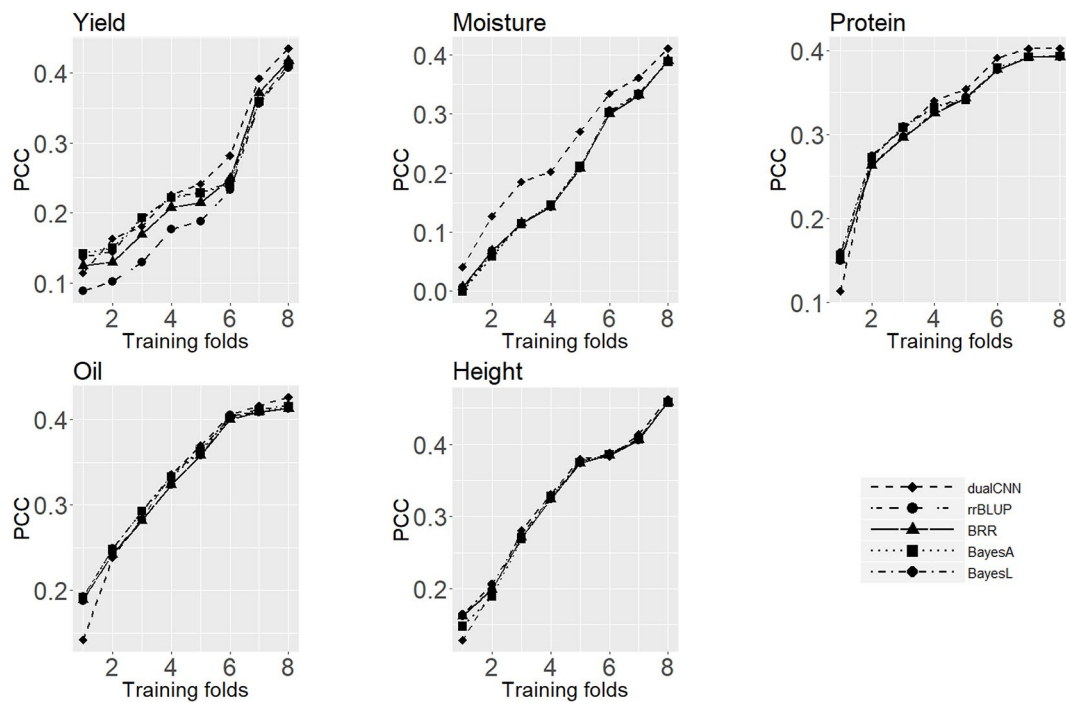 Yield
PCC
0.4
0.3
0.2
0.1
2 4 6 8
Training folds
Moisture
PCC
0.4
0.3
0.2
0.1
0.0
2 4 6 8
Training folds
Protein
PCC
0.4
0.3
0.2
0.1
2 4 6 8
Training folds
Oil
PCC
0.4
0.3
0.2
2 4 6 8
Training folds
Height
PCC
0.4
0.3
0.2
2 4 6 8
Training folds
dualCNN
rrBLUP
BRR
BayesA
BayesL